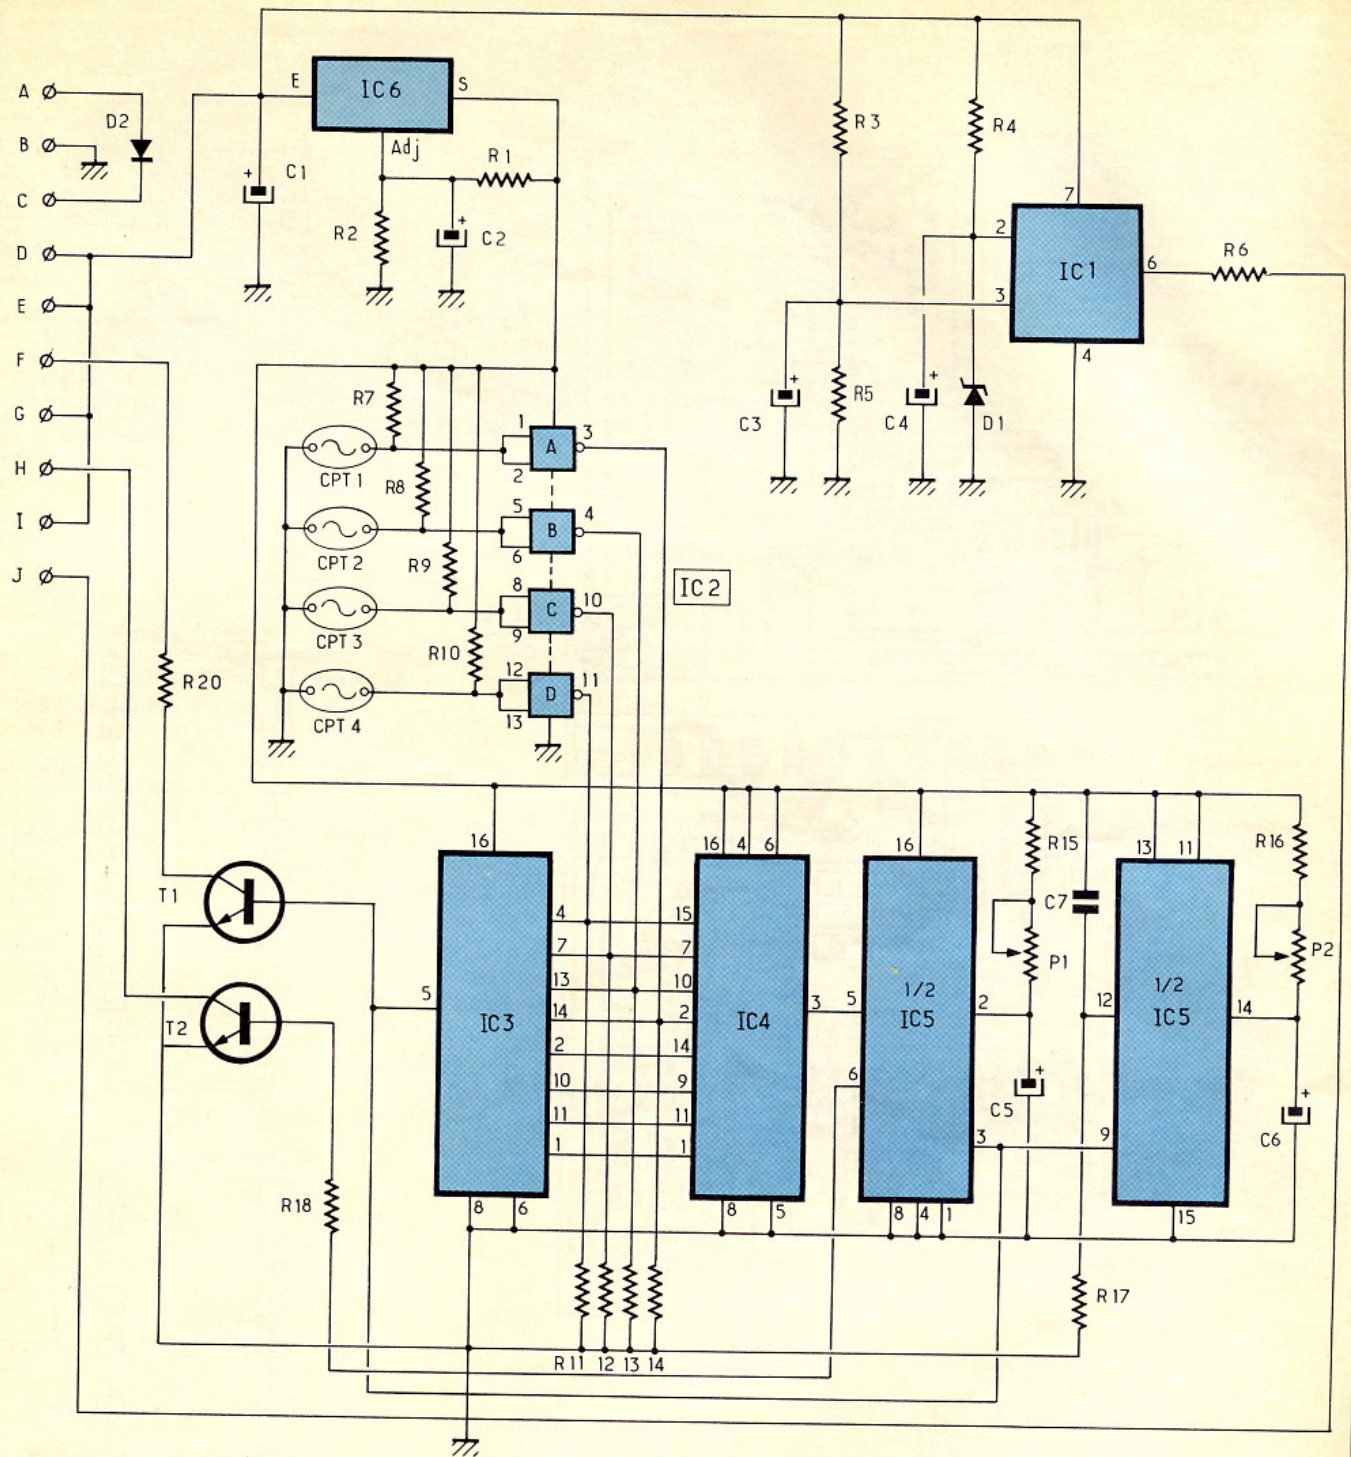 A
B
C
D
E
F
G
H
I
J
D2
E
IC6
S
Adj
C1
+
R1
R2
C2
+
R3
R4
7
2
3
IC1
6
R6
4
C3
+
R5
C4
+
D1
R7
R8
R9
R10
CPT 1
CPT 2
CPT 3
CPT 4
1
2
A
3
5
6
B
4
8
9
C
10
12
13
D
11
IC2
R20
T1
T2
R18
16
5
IC3
4
7
13
14
2
10
11
1
8
6
16 4 6
15
7
10
2
14
9
11
1
IC4
3
8
5
16
5
6
1/2
IC5
2
3
8 4 1
R15
P1
C5
+
C7
13
11
12
9
1/2
IC5
14
15
R16
P2
C6
+
R17
R11 12 13 14